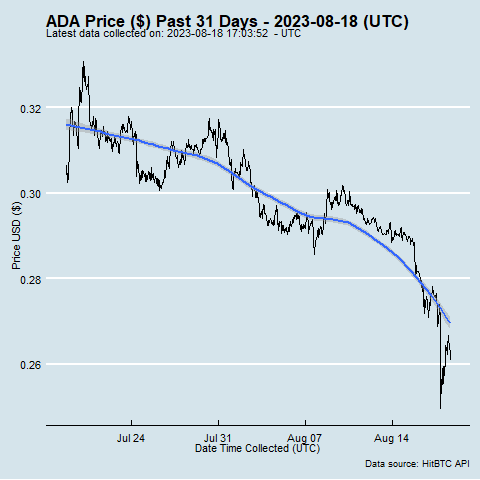 ADA Price ($) Past 31 Days - 2023-08-18 (UTC)
Latest data collected on: 2023-08-18 17:03:52  - UTC
0.32
0.30
0.28
0.26
Price USD ($)
Jul 24
Jul 31
Aug 07
Aug 14
Date Time Collected (UTC)
Data source: HitBTC API